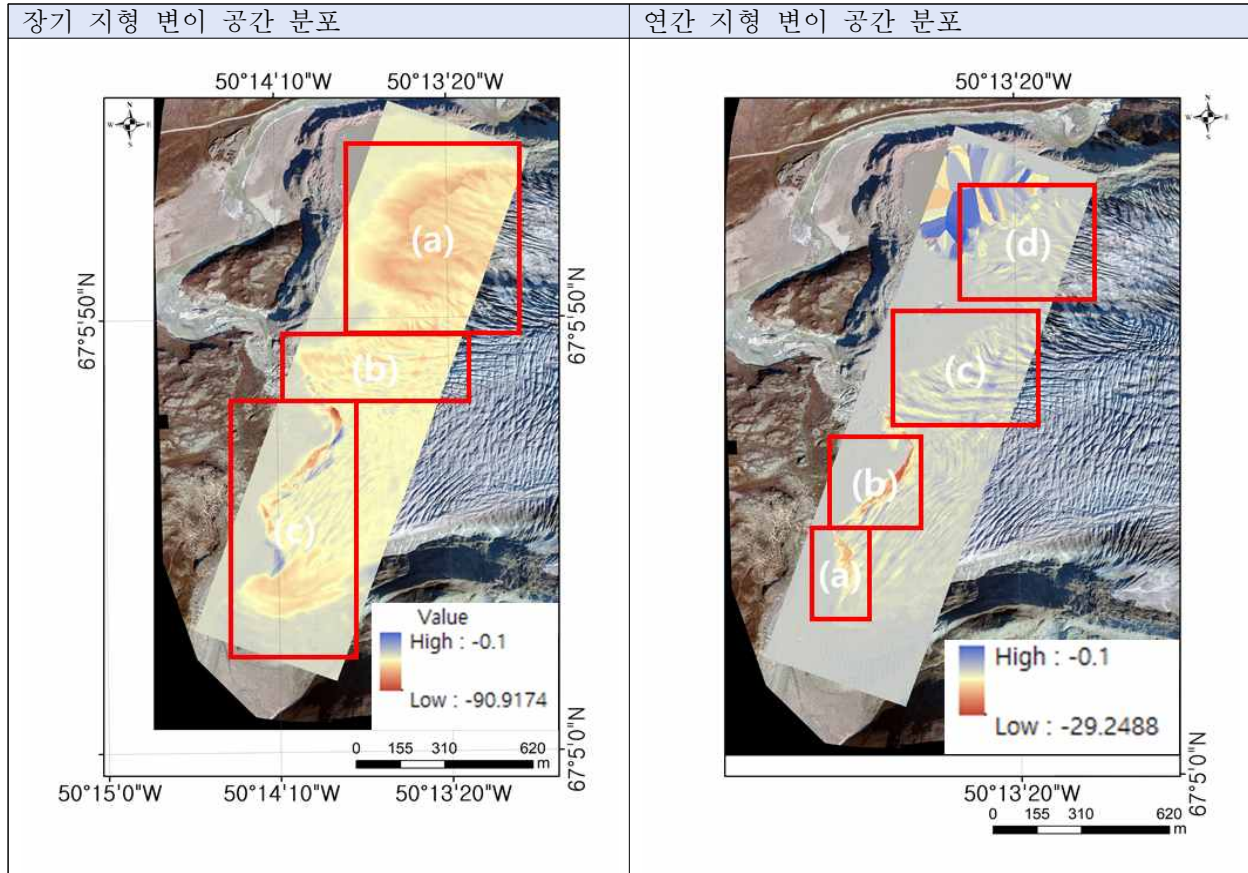 장기 지형 변이 공간 분포
연간 지형 변이 공간 분포
50°14'10"W 50°13'20"W
N
W E
S
(a)
67°5'50"N
67°5'50"N
(b)
(c)
Value
High : -0.1
Low : -90.9174
67°5'0"N
0 155 310 620
m
50°15'0"W 50°14'10"W 50°13'20"W
50°13'20"W
N
W E
S
(d)
(c)
(b)
(a)
High : -0.1
Low : -29.2488
67°5'0"N
50°13'20"W
0 155 310 620
m